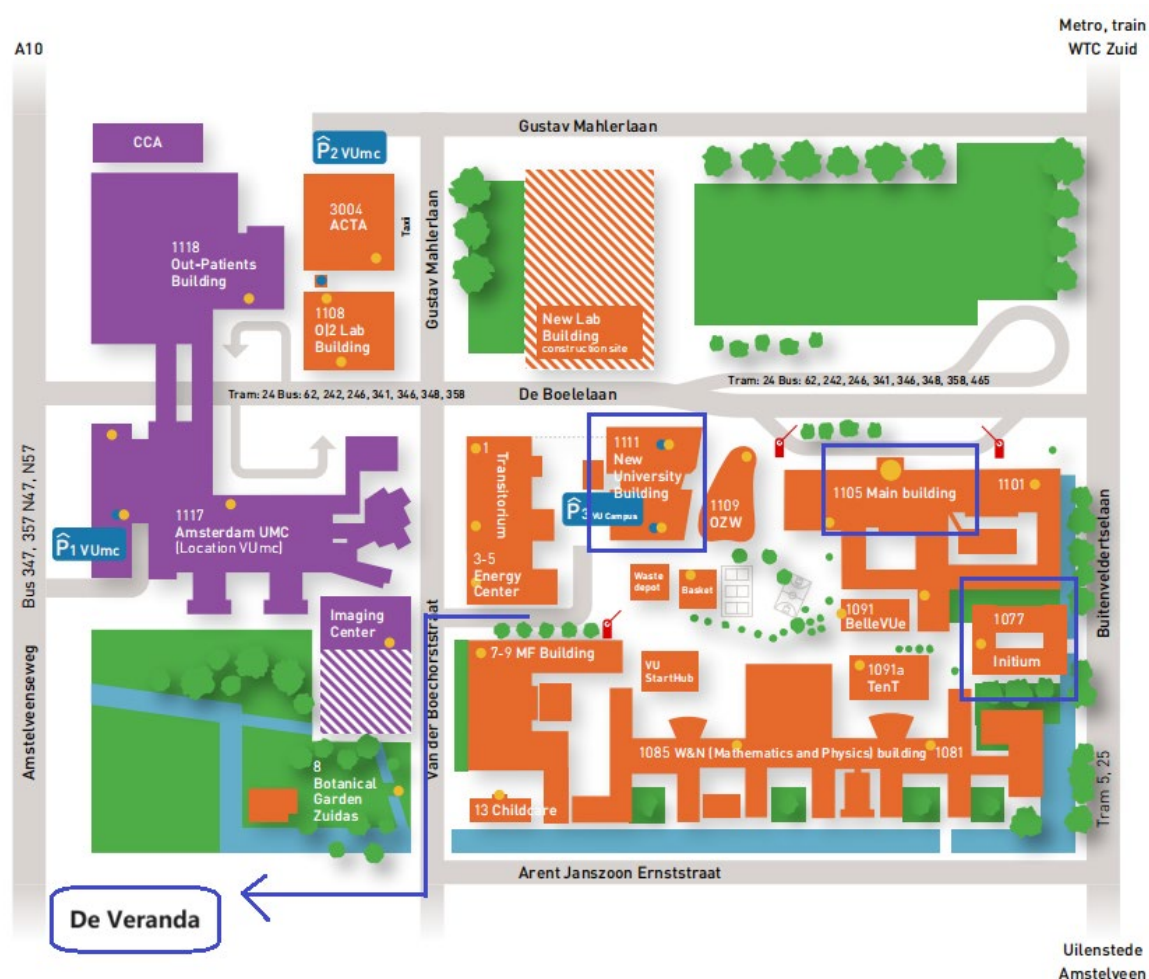 Metro, train
WTC Zuid
A10
Gustav Mahlerlaan
CCA
P2 VUmc
3004
ACTA
Taxi
Gustav Mahlerlaan
1118
Out-Patients
Building
1108
O|2 Lab
Building
New Lab
Building
construction site
Tram: 24 Bus: 62, 242, 246, 341, 346, 348, 358
De Boelelaan
Tram: 24 Bus: 62, 242, 246, 341, 346, 348, 358, 465
Bus 347, 357 N47, N57
1
Transitorium
1111
New
University
Building
P3 VU Campus
1109
OZW
1105 Main building
1101
1117
Amsterdam UMC
(Location VUmc)
P1 VUmc
3-5
Energy
Center
Waste
depot
Basket
1091
BelleVUe
1077
Initium
Buitenveldertselaan
Imaging
Center
7-9 MF Building
VU
StartHub
1091a
TenT
Amstelveenseweg
Van der Boechorststraat
1085 W&N (Mathematics and Physics) building 1081
8
Botanical
Garden
Zuidas
13 Childcare
Tram 5, 25
Arent Janszoon Ernststraat
De Veranda
Uilenstede
Amstelveen